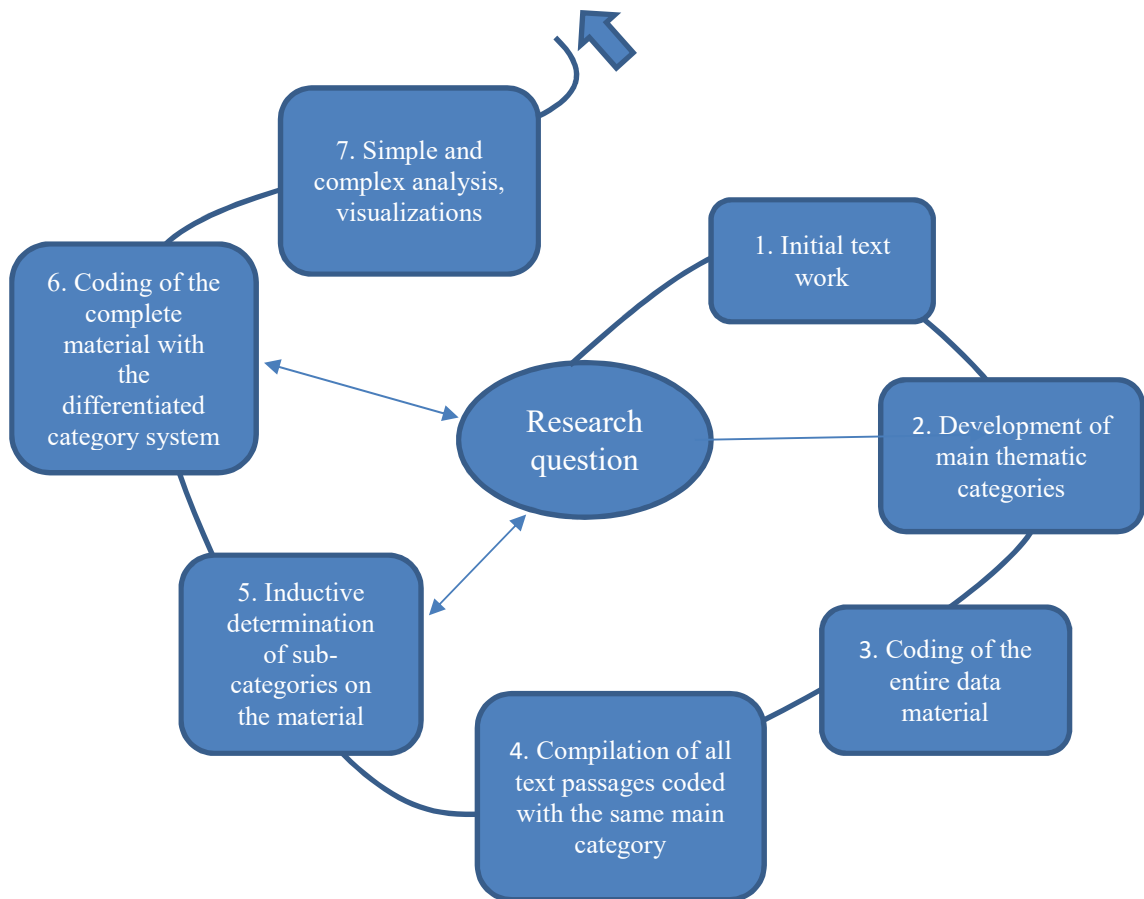 Research
question
1. Initial text
work
2. Development of
main thematic
categories
3. Coding of the
entire data
material
4. Compilation of all
text passages coded
with the same main
category
5. Inductive
determination
of sub-
categories on
the material
6. Coding of the
complete
material with
the
differentiated
category system
7. Simple and
complex analysis,
visualizations